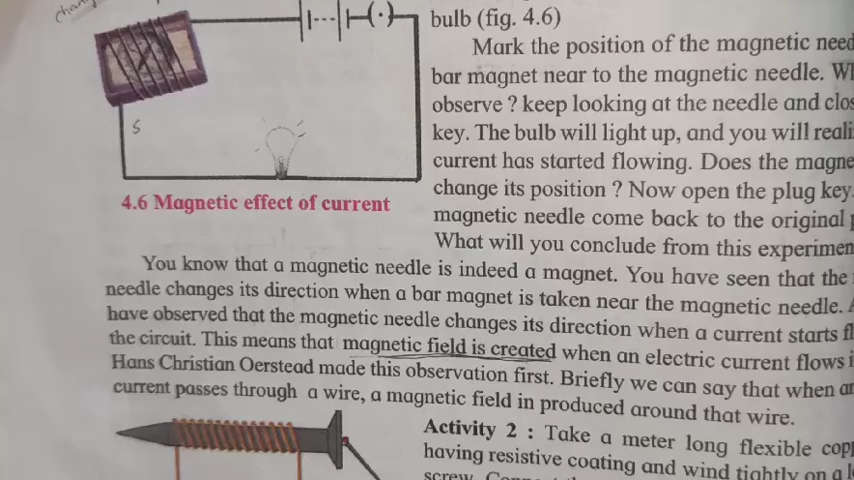 bulb (fig. 4.6)
Mark the position of the magnetic
bar magnet near to the magnetic needle.
observe ? keep looking at the needle and
key. The bulb will light up, and you will
current has started flowing. Does the
change its position ? Now open the plug key.
magnetic needle come back to the original
What will you conclude from this
S
4.6 Magnetic effect of current
You know that a magnetic needle is indeed a magnet. You have seen that the
needle changes its direction when a bar magnet is taken near the magnetic needle.
have observed that the magnetic needle changes its direction when a current starts
the circuit. This means that magnetic field is created when an electric current flows
Hans Christian Oerstead made this observation first. Briefly we can say that when
current passes through a wire, a magnetic field in produced around that wire.
Activity 2 : Take a meter long flexible
having resistive coating and wind tightly on a
screw.